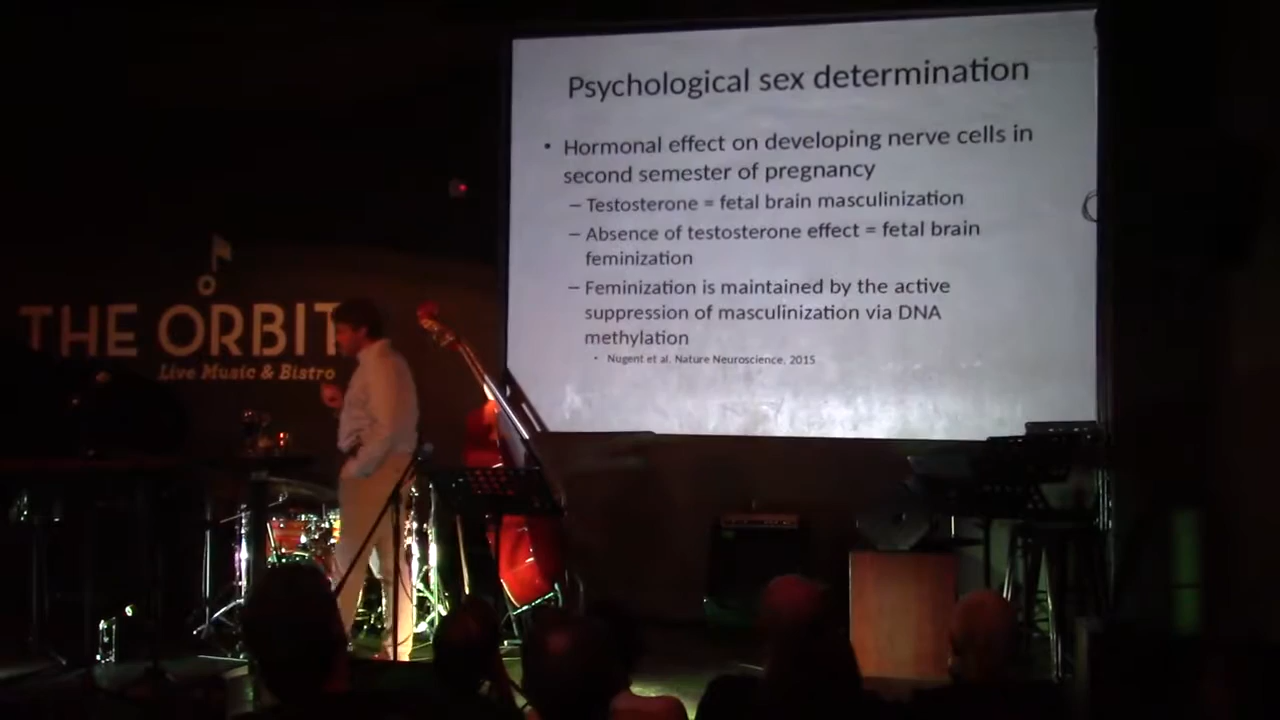 Psychological sex determination
• Hormonal effect on developing nerve cells in
second semester of pregnancy
– Testosterone = fetal brain masculinization
– Absence of testosterone effect = fetal brain
feminization
– Feminization is maintained by the active
suppression of masculinization via DNA
methylation
• Nugent et al. Nature Neuroscience, 2015
THE ORBIT
Live Music & Bistro